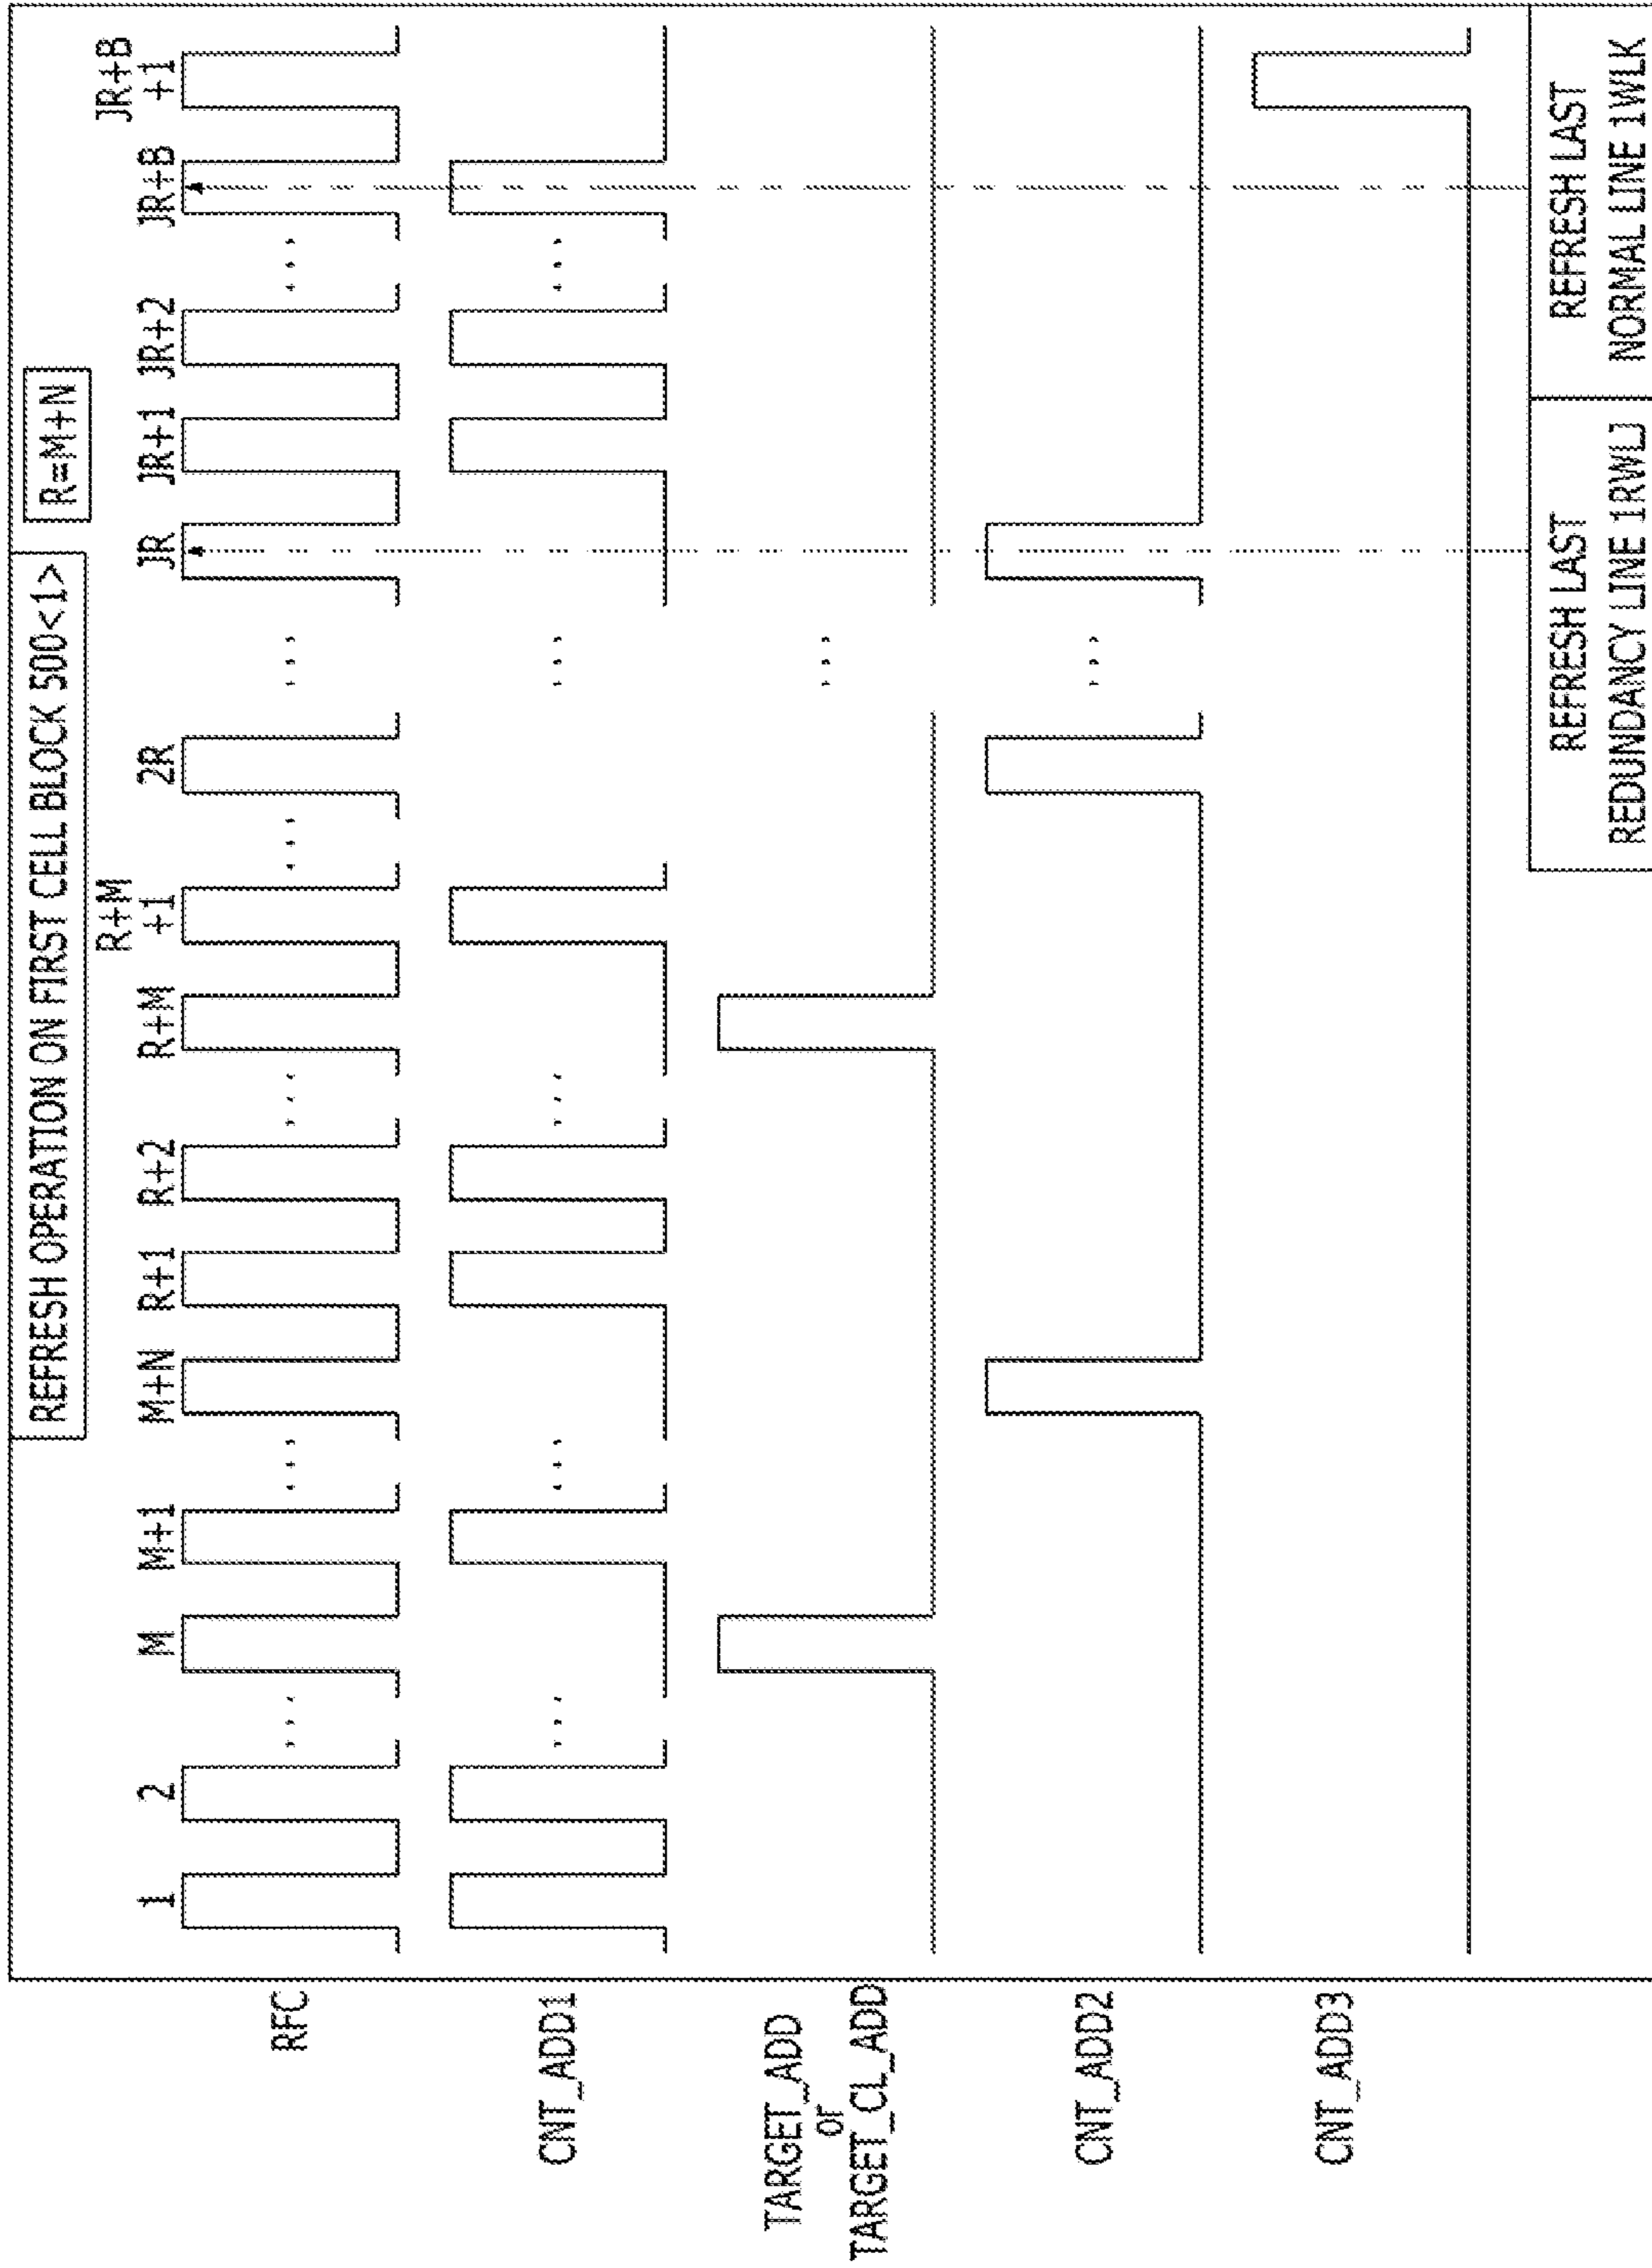 REFRESH OPERATION ON FIRST CELL BLOCK 500<1>
R=M+N
1 2 ... M M+1 ... M+N R+1 R+2 ... R+M R+M
+1 ... 2R ... JR JR+1 JR+2 ... JR+B JR+B
+1
RFC
CNT_ADD1
TARGET_ADD
or
TARGET_CL_ADD
CNT_ADD2
CNT_ADD3
REFRESH LAST
REDUNDANCY LINE 1RWLJ
REFRESH LAST
NORMAL LINE 1WLK